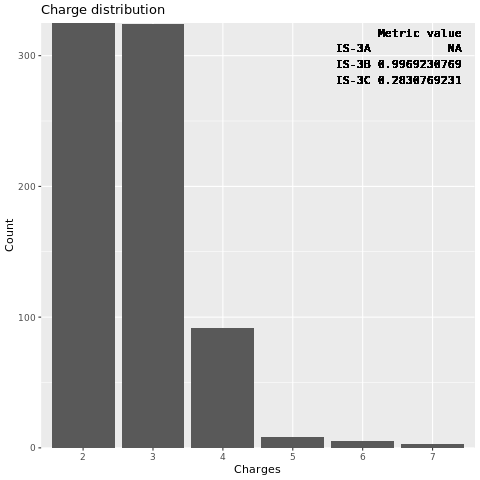 Charge distribution
Metric value
IS-3A NA
IS-3B 0.9969230769
IS-3C 0.2830769231
300
200
100
0
Count
2 3 4 5 6 7
Charges